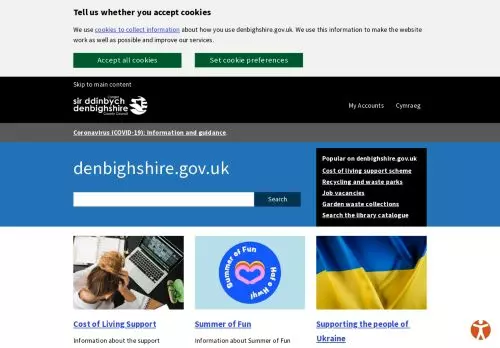 Tell us whether you accept cookies
We use cookies to collect information about how you use denbighshire.gov.uk. We use this information to make the website
work as well as possible and improve our services.
Accept all cookies
Set cookie preferences
Skip to main content
sir ddinbych
denbighshire
County Council
My Accounts
Cymraeg
Coronavirus (COVID-19): Information and guidance.
denbighshire.gov.uk
Search
Popular on denbighshire.gov.uk
Cost of living support scheme
Recycling and waste parks
Job vacancies
Garden waste collections
Search the library catalogue
Summer of Fun
Haf o Hwyl
Cost of Living Support
Information about the support
Summer of Fun
Information about Summer of Fun
Supporting the people of
Ukraine